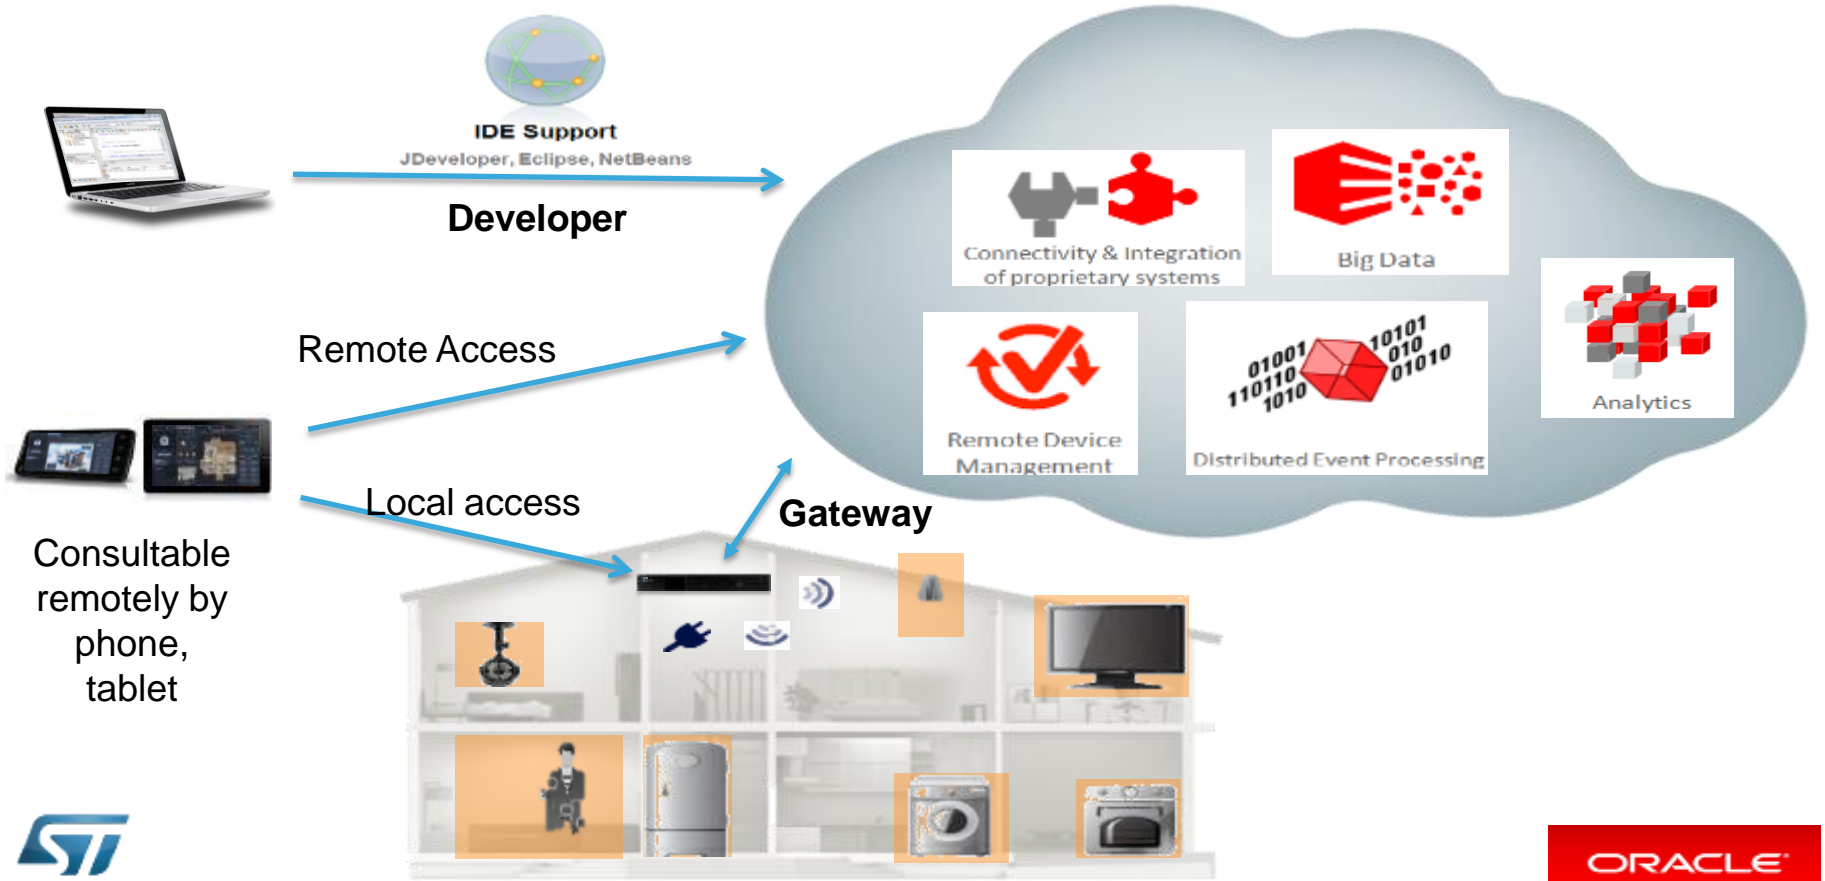 IDE Support
JDeveloper, Eclipse, NetBeans
Developer
Connectivity & Integration
of proprietary systems
Big Data
Analytics
Remote Access
Remote Device
Management
01001
110110
1010
10101
010
01010
Distributed Event Processing
Local access
Gateway
Consultable
remotely by
phone,
tablet
ST
ORACLE